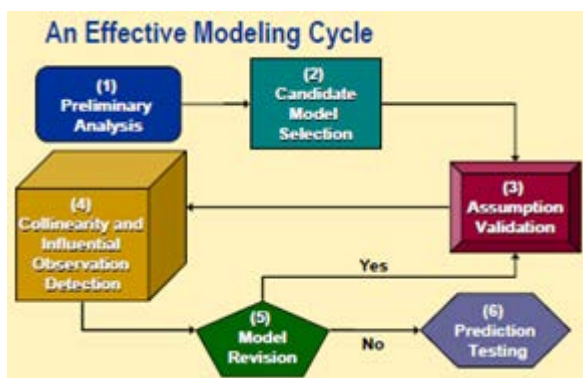 An Effective Modeling Cycle
(1)
Preliminary
Analysis
(2)
Candidate
Model
Selection
(3)
Assumption
Validation
(4)
Collinearity and
Influential
Observation
Detection
Yes
(5)
Model
Revision
No
(6)
Prediction
Testing